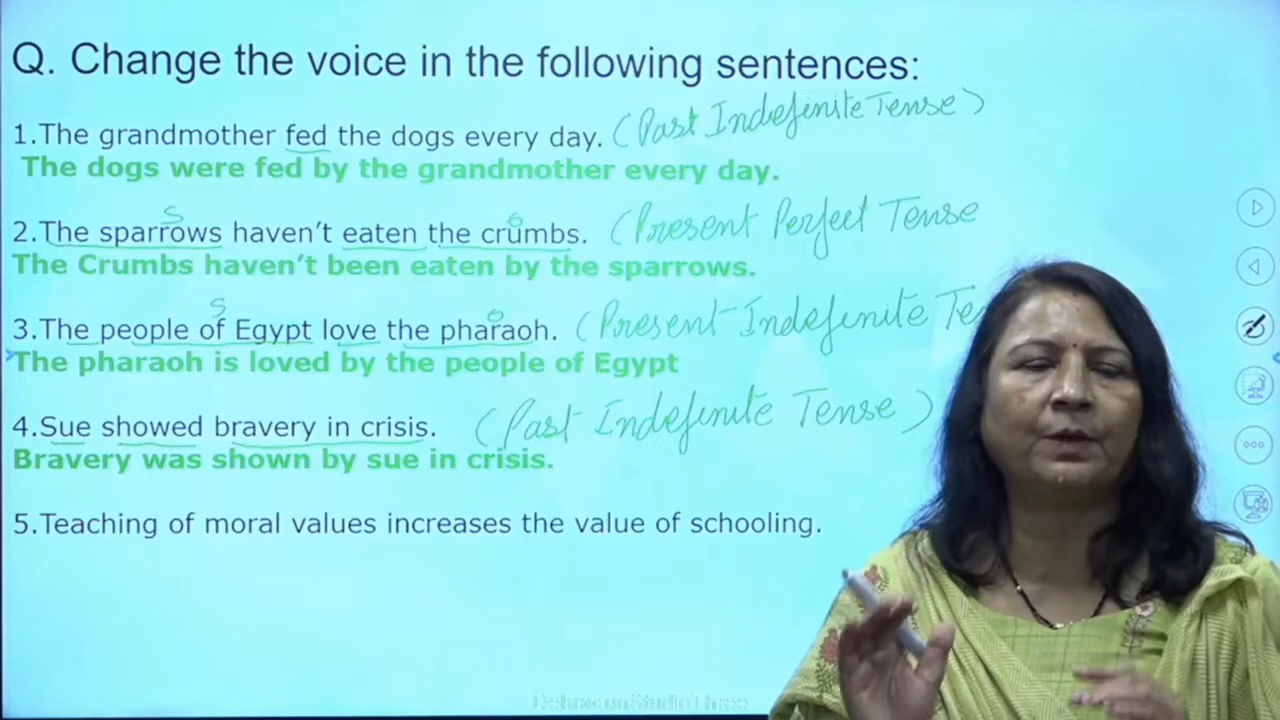 Q. Change the voice in the following sentences:
1.The grandmother fed the dogs every day. (Past Indefinite Tense)
The dogs were fed by the grandmother every day.
S O
2.The sparrows haven't eaten the crumbs. (Present Perfect Tense
The Crumbs haven't been eaten by the sparrows.
S O
3.The people of Egypt love the pharaoh. (Present Indefinite Te
The pharaoh is loved by the people of Egypt
4.Sue showed bravery in crisis. (Past Indefinite Tense)
Bravery was shown by sue in crisis.
5.Teaching of moral values increases the value of schooling.